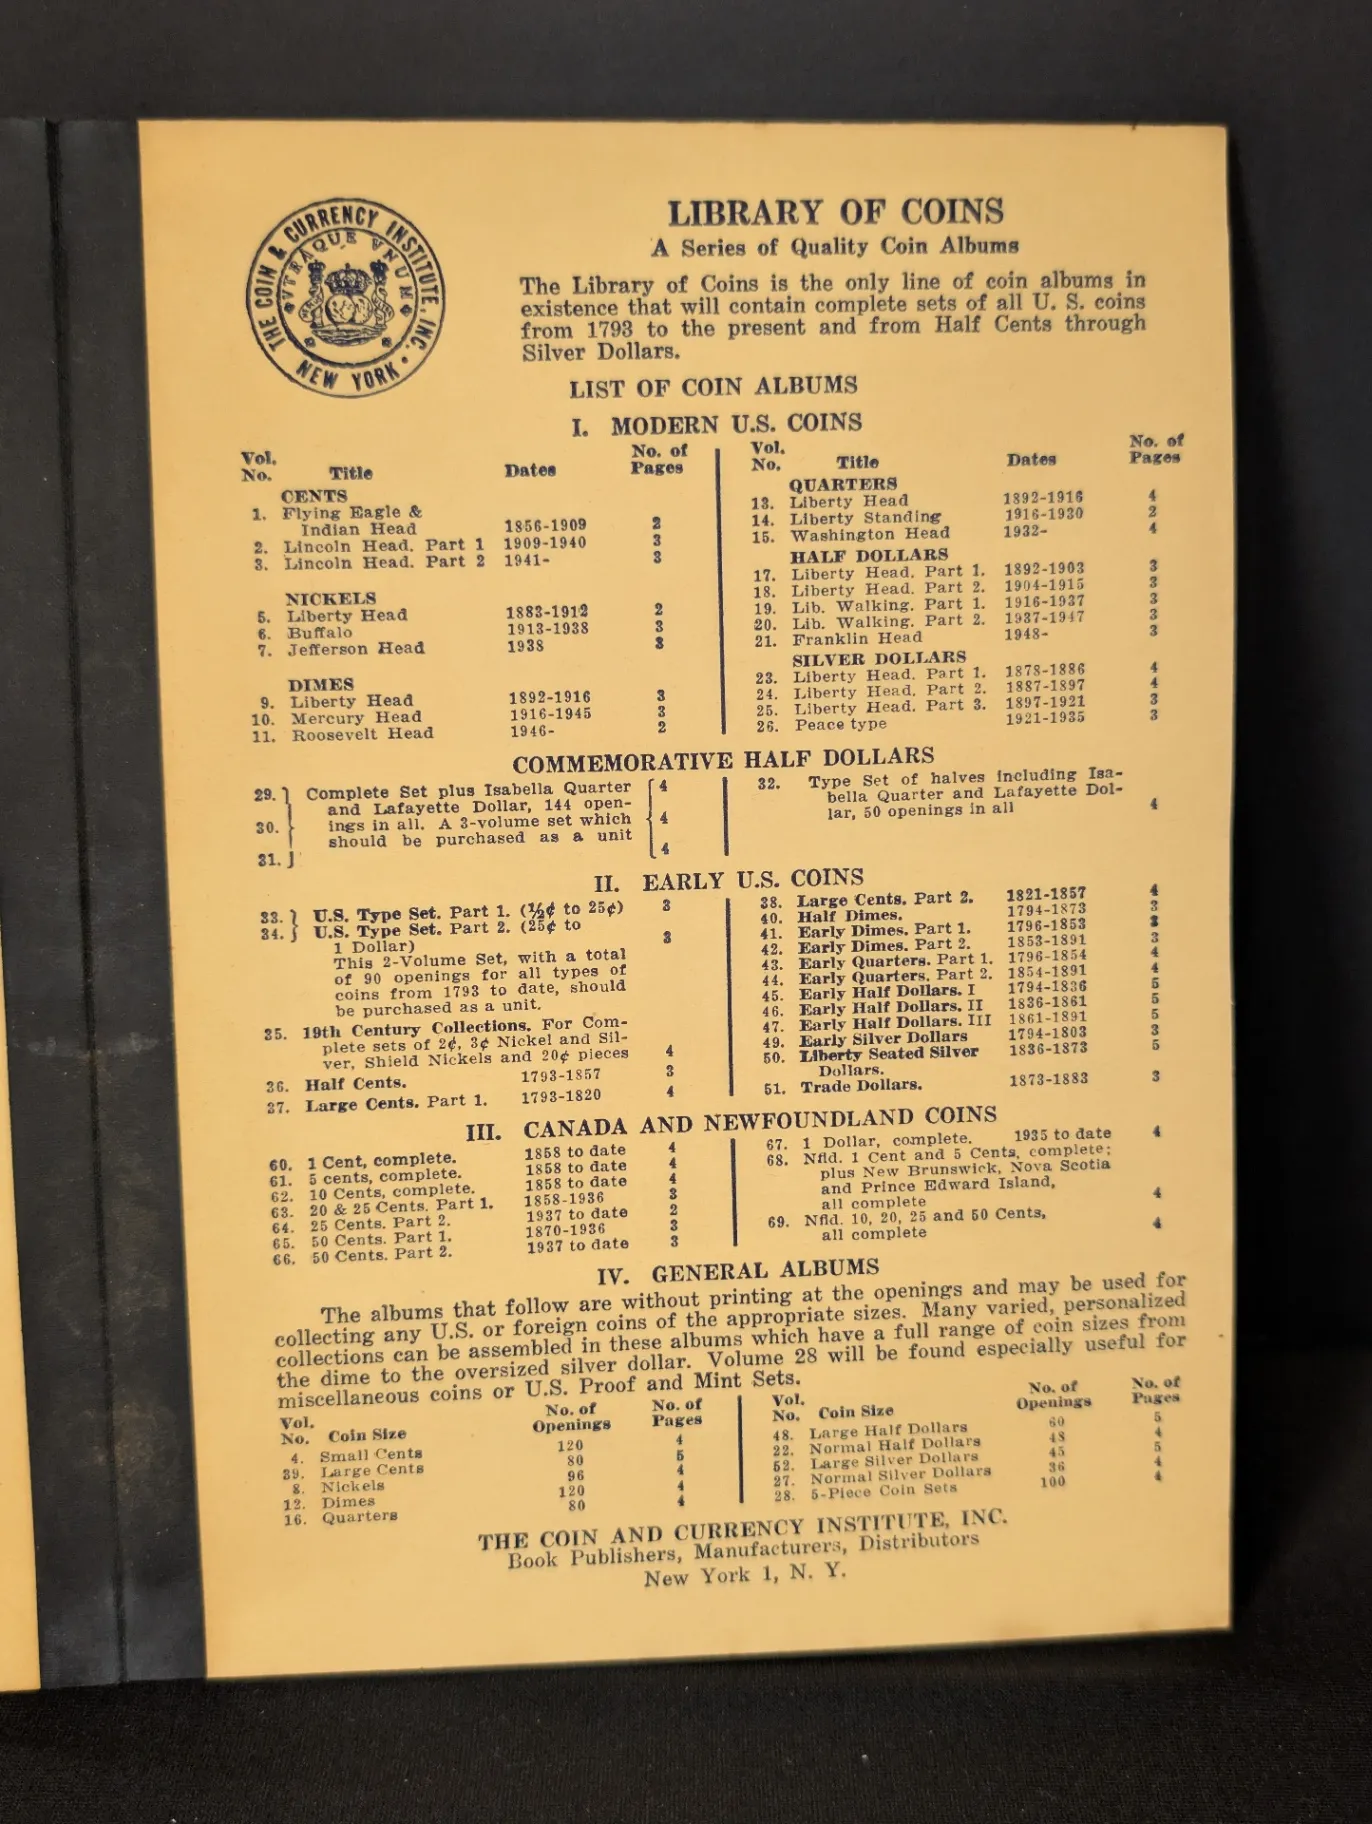 THE COIN & CURRENCY INSTITUTE, INC. • NEW YORK
VTRAQUE VNUM
LIBRARY OF COINS
A Series of Quality Coin Albums
The Library of Coins is the only line of coin albums in
existence that will contain complete sets of all U. S. coins
from 1793 to the present and from Half Cents through
Silver Dollars.
LIST OF COIN ALBUMS
I. MODERN U.S. COINS
Vol. No. of
No. Title Dates Pages
CENTS
1. Flying Eagle &
Indian Head 1856-1909 2
2. Lincoln Head. Part 1 1909-1940 3
3. Lincoln Head. Part 2 1941- 3
NICKELS
5. Liberty Head 1883-1912 2
6. Buffalo 1913-1938 3
7. Jefferson Head 1938 3
DIMES
9. Liberty Head 1892-1916 3
10. Mercury Head 1916-1945 3
11. Roosevelt Head 1946- 2
Vol. No. of
No. Title Dates Pages
QUARTERS
13. Liberty Head 1892-1916 4
14. Liberty Standing 1916-1930 2
15. Washington Head 1932- 4
HALF DOLLARS
17. Liberty Head. Part 1. 1892-1903 3
18. Liberty Head. Part 2. 1904-1915 3
19. Lib. Walking. Part 1. 1916-1937 3
20. Lib. Walking. Part 2. 1937-1947 3
21. Franklin Head 1948- 3
SILVER DOLLARS
23. Liberty Head. Part 1. 1878-1886 4
24. Liberty Head. Part 2. 1887-1897 4
25. Liberty Head. Part 3. 1897-1921 3
26. Peace type 1921-1935 3
COMMEMORATIVE HALF DOLLARS
29. Complete Set plus Isabella Quarter 4
and Lafayette Dollar, 144 open-
30. ings in all. A 3-volume set which 4
should be purchased as a unit
31. 4
32. Type Set of halves including Isa-
bella Quarter and Lafayette Dol-
lar, 50 openings in all 4
II. EARLY U.S. COINS
33. U.S. Type Set. Part 1. (½¢ to 25¢) 3
34. U.S. Type Set. Part 2. (25¢ to
1 Dollar) 3
This 2-Volume Set, with a total
of 90 openings for all types of
coins from 1793 to date, should
be purchased as a unit.
35. 19th Century Collections. For Com-
plete sets of 2¢, 3¢ Nickel and Sil-
ver, Shield Nickels and 20¢ pieces 4
36. Half Cents. 1793-1857 3
37. Large Cents. Part 1. 1793-1820 4
38. Large Cents. Part 2. 1821-1857 4
40. Half Dimes. 1794-1873 3
41. Early Dimes. Part 1. 1796-1853 3
42. Early Dimes. Part 2. 1853-1891 3
43. Early Quarters. Part 1. 1796-1854 4
44. Early Quarters. Part 2. 1854-1891 4
45. Early Half Dollars. I 1794-1836 5
46. Early Half Dollars. II 1836-1861 5
47. Early Half Dollars. III 1861-1891 5
49. Early Silver Dollars 1794-1803 3
50. Liberty Seated Silver 1836-1873 5
Dollars.
51. Trade Dollars. 1873-1883 3
III. CANADA AND NEWFOUNDLAND COINS
60. 1 Cent, complete. 1858 to date 4
61. 5 cents, complete. 1858 to date 4
62. 10 Cents, complete. 1858 to date 4
63. 20 & 25 Cents. Part 1. 1858-1936 3
64. 25 Cents. Part 2. 1937 to date 2
65. 50 Cents. Part 1. 1870-1936 3
66. 50 Cents. Part 2. 1937 to date 3
67. 1 Dollar, complete. 1935 to date 4
68. Nfld. 1 Cent and 5 Cents, complete;
plus New Brunswick, Nova Scotia
and Prince Edward Island,
all complete 4
69. Nfld. 10, 20, 25 and 50 Cents,
all complete 4
IV. GENERAL ALBUMS
The albums that follow are without printing at the openings and may be used for
collecting any U.S. or foreign coins of the appropriate sizes. Many varied, personalized
collections can be assembled in these albums which have a full range of coin sizes from
the dime to the oversized silver dollar. Volume 28 will be found especially useful for
miscellaneous coins or U.S. Proof and Mint Sets.
Vol. No. of No. of
No. Coin Size Openings Pages
4. Small Cents 120 4
39. Large Cents 80 5
8. Nickels 96 4
12. Dimes 120 4
16. Quarters 80 4
Vol. No. of No. of
No. Coin Size Openings Pages
48. Large Half Dollars 60 5
22. Normal Half Dollars 48 4
52. Large Silver Dollars 45 5
27. Normal Silver Dollars 36 4
28. 5-Piece Coin Sets 100 4
THE COIN AND CURRENCY INSTITUTE, INC.
Book Publishers, Manufacturers, Distributors
New York 1, N. Y.